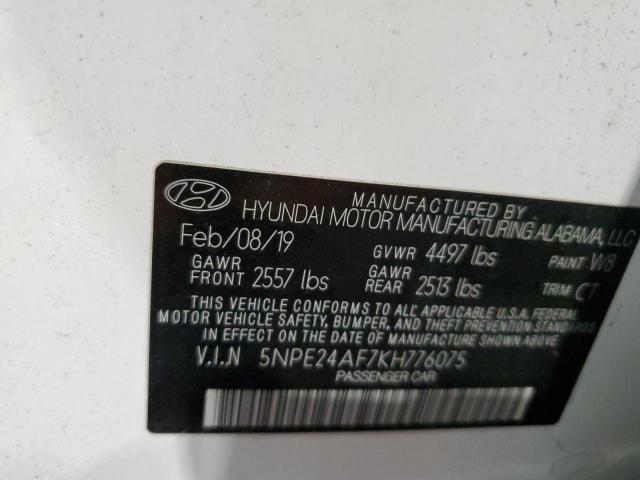 MANUFACTURED BY
HYUNDAI MOTOR MANUFACTURING ALABAMA, LLC
Feb/08/19 GVWR 4497 lbs PAINT W8
GAWR FRONT 2557 lbs GAWR REAR 2513 lbs TRIM CT
THIS VEHICLE CONFORMS TO ALL APPLICABLE U.S.A. FEDERAL
MOTOR VEHICLE SAFETY, BUMPER, AND THEFT PREVENTION STANDARDS
IN EFFECT ON THE DATE OF MANUFACTURE SHOWN ABOVE.
V.I.N 5NPE24AF7KH776075
PASSENGER CAR